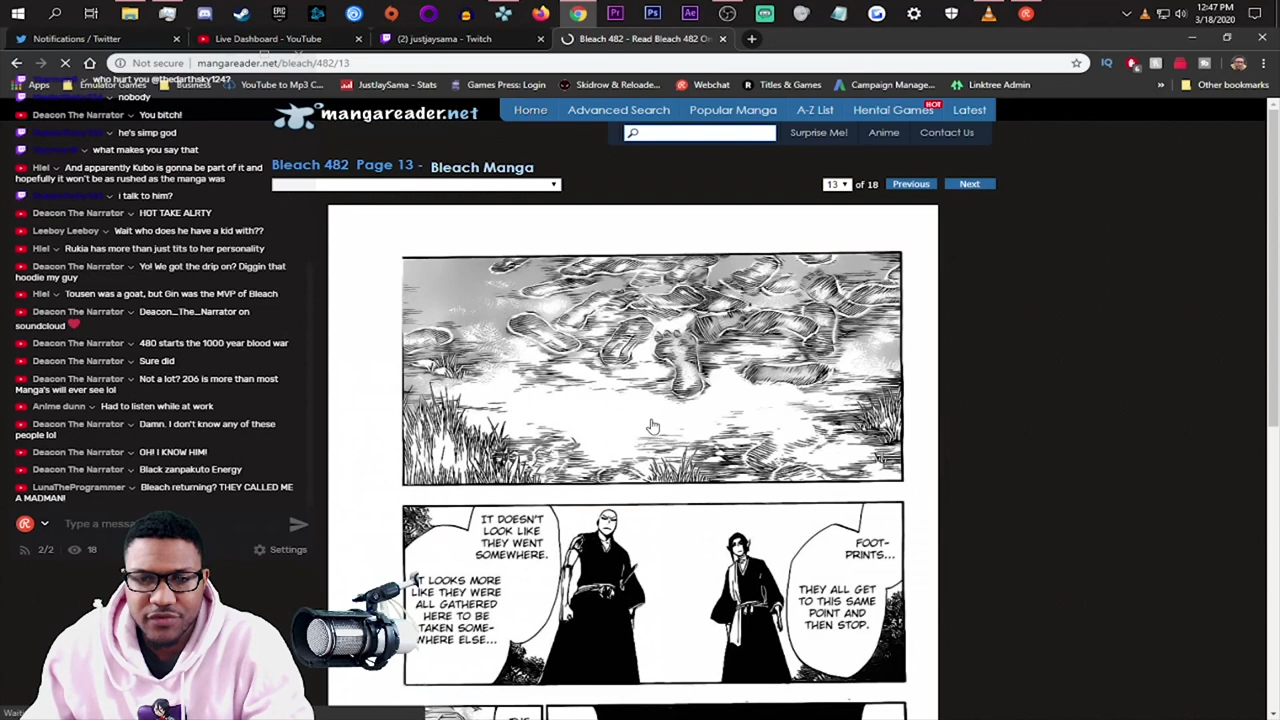 12:47 PM
3/18/2020
Notifications / Twitter
Live Dashboard - YouTube
(2) justjaysama - Twitch
Bleach 482 - Read Bleach 482 On
Not secure
mangareader.net/bleach/482/13
Apps
Emulator Games
Business
YouTube to Mp3 C
JustJaySama - Stats
Games Press: Login
Skidrow & Reloade...
Webchat
Titles & Games
Campaign Manage...
Linktree Admin
Other bookmarks
mangareader.net
Home
Advanced Search
Popular Manga
A-Z List
Hentai Games
HOT
Latest
Surprise Me!
Anime
Contact Us
Bleach 482 Page 13 - Bleach Manga
13
of 18
Previous
Next
who hurt you @thedarthsky124?
nobody
Deacon The Narrator You bitch!
he's simp god
what makes you say that
Hiei And apparently Kubo is gonna be part of it and
hopefully it won't be as rushed as the manga was
i talk to him?
Deacon The Narrator HOT TAKE ALRTY
Leeboy Leeboy Wait who does he have a kid with??
Hiei Rukia has more than just tits to her personality
Deacon The Narrator Yo! We got the drip on? Diggin that
hoodie my guy
Hiei Tousen was a goat, but Gin was the MVP of Bleach
Deacon The Narrator Deacon_The_Narrator on
soundcloud
Deacon The Narrator 480 starts the 1000 year blood war
Deacon The Narrator Sure did
Deacon The Narrator Not a lot? 206 is more than most
Manga's will ever see lol
Anime dunn Had to listen while at work
Deacon The Narrator Damn. I don't know any of these
people lol
Deacon The Narrator OH! I KNOW HIM!
Deacon The Narrator Black zanpakuto Energy
LunaTheProgrammer Bleach returning? THEY CALLED ME
A MADMAN!
Type a messa
2/2
18
Settings
FOOT-
PRINTS...
THEY ALL GET
TO THIS SAME
POINT AND
THEN STOP.
IT DOESN'T
LOOK LIKE
THEY WENT
SOMEWHERE.
IT LOOKS MORE
LIKE THEY WERE
ALL GATHERED
HERE TO BE
TAKEN SOME-
WHERE ELSE...